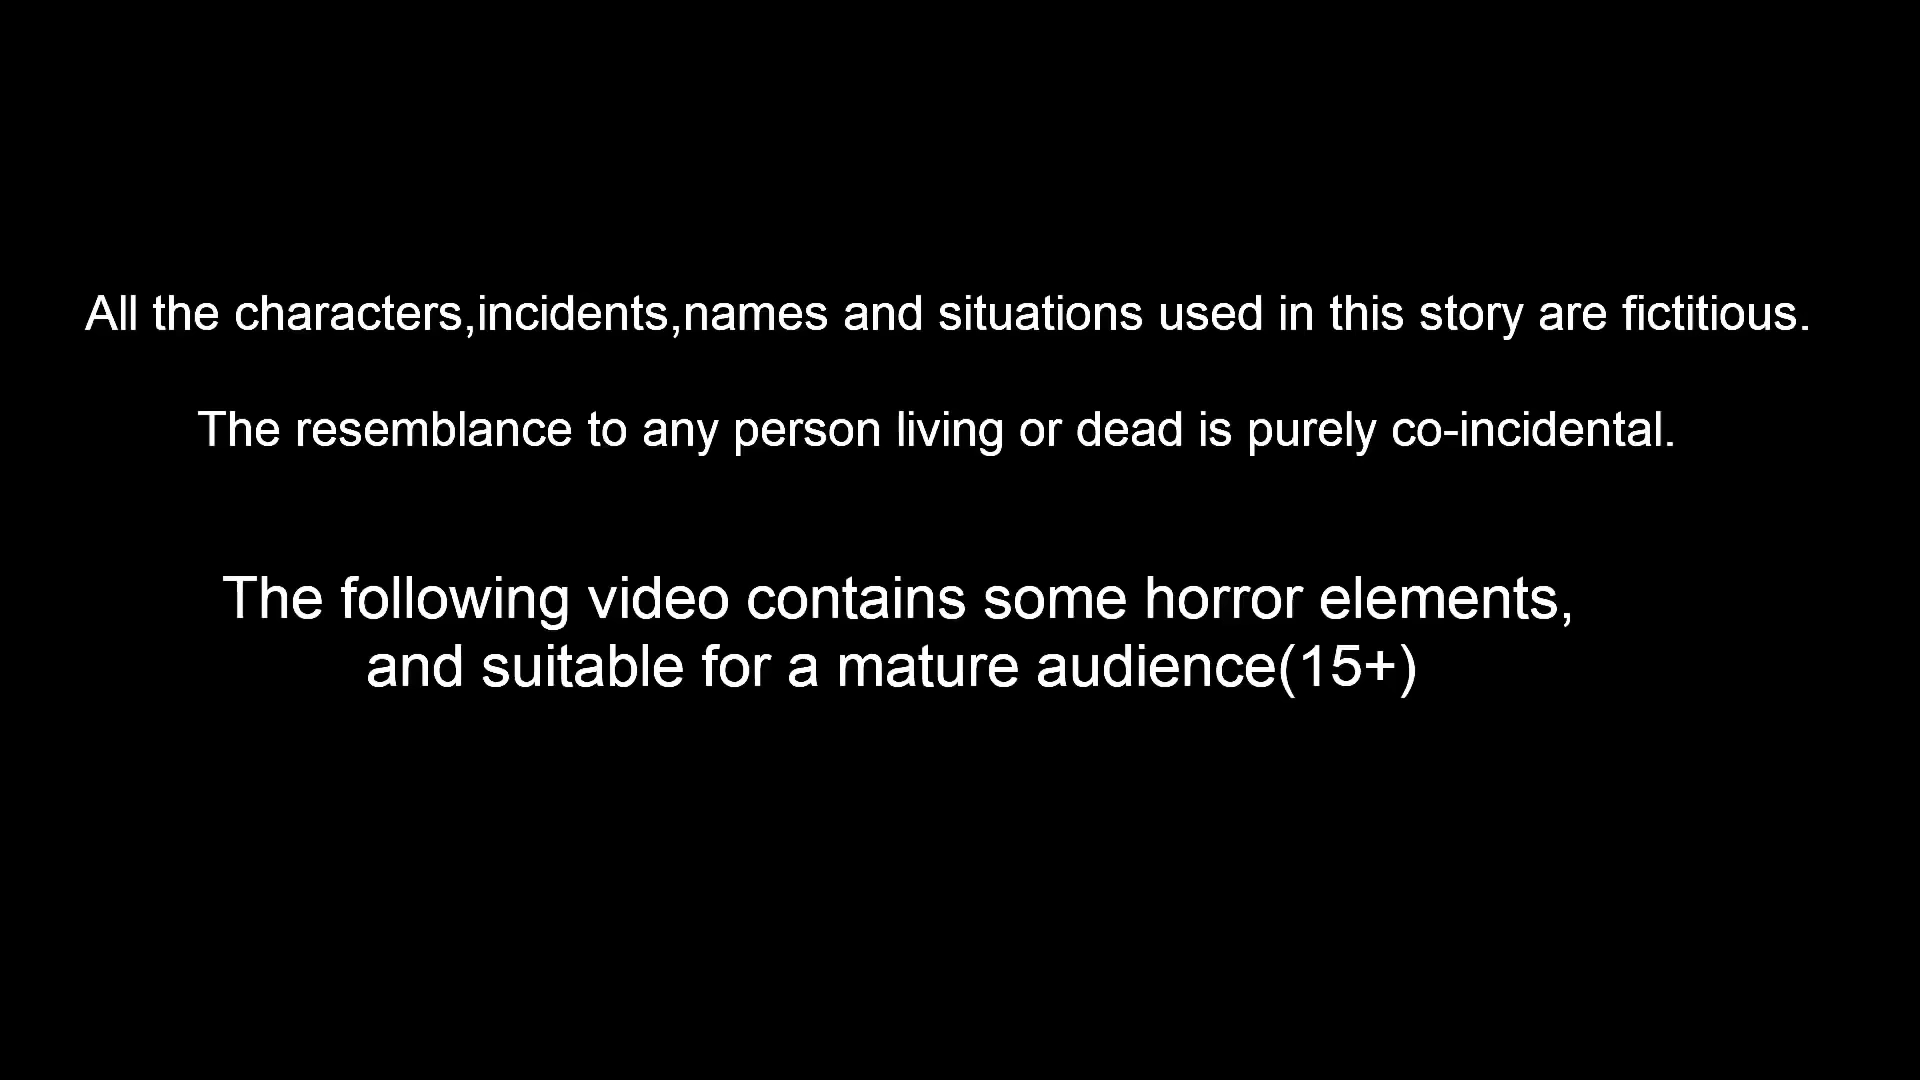 All the characters,incidents,names and situations used in this story are fictitious.
The resemblance to any person living or dead is purely co-incidental.
The following video contains some horror elements,
and suitable for a mature audience(15+)